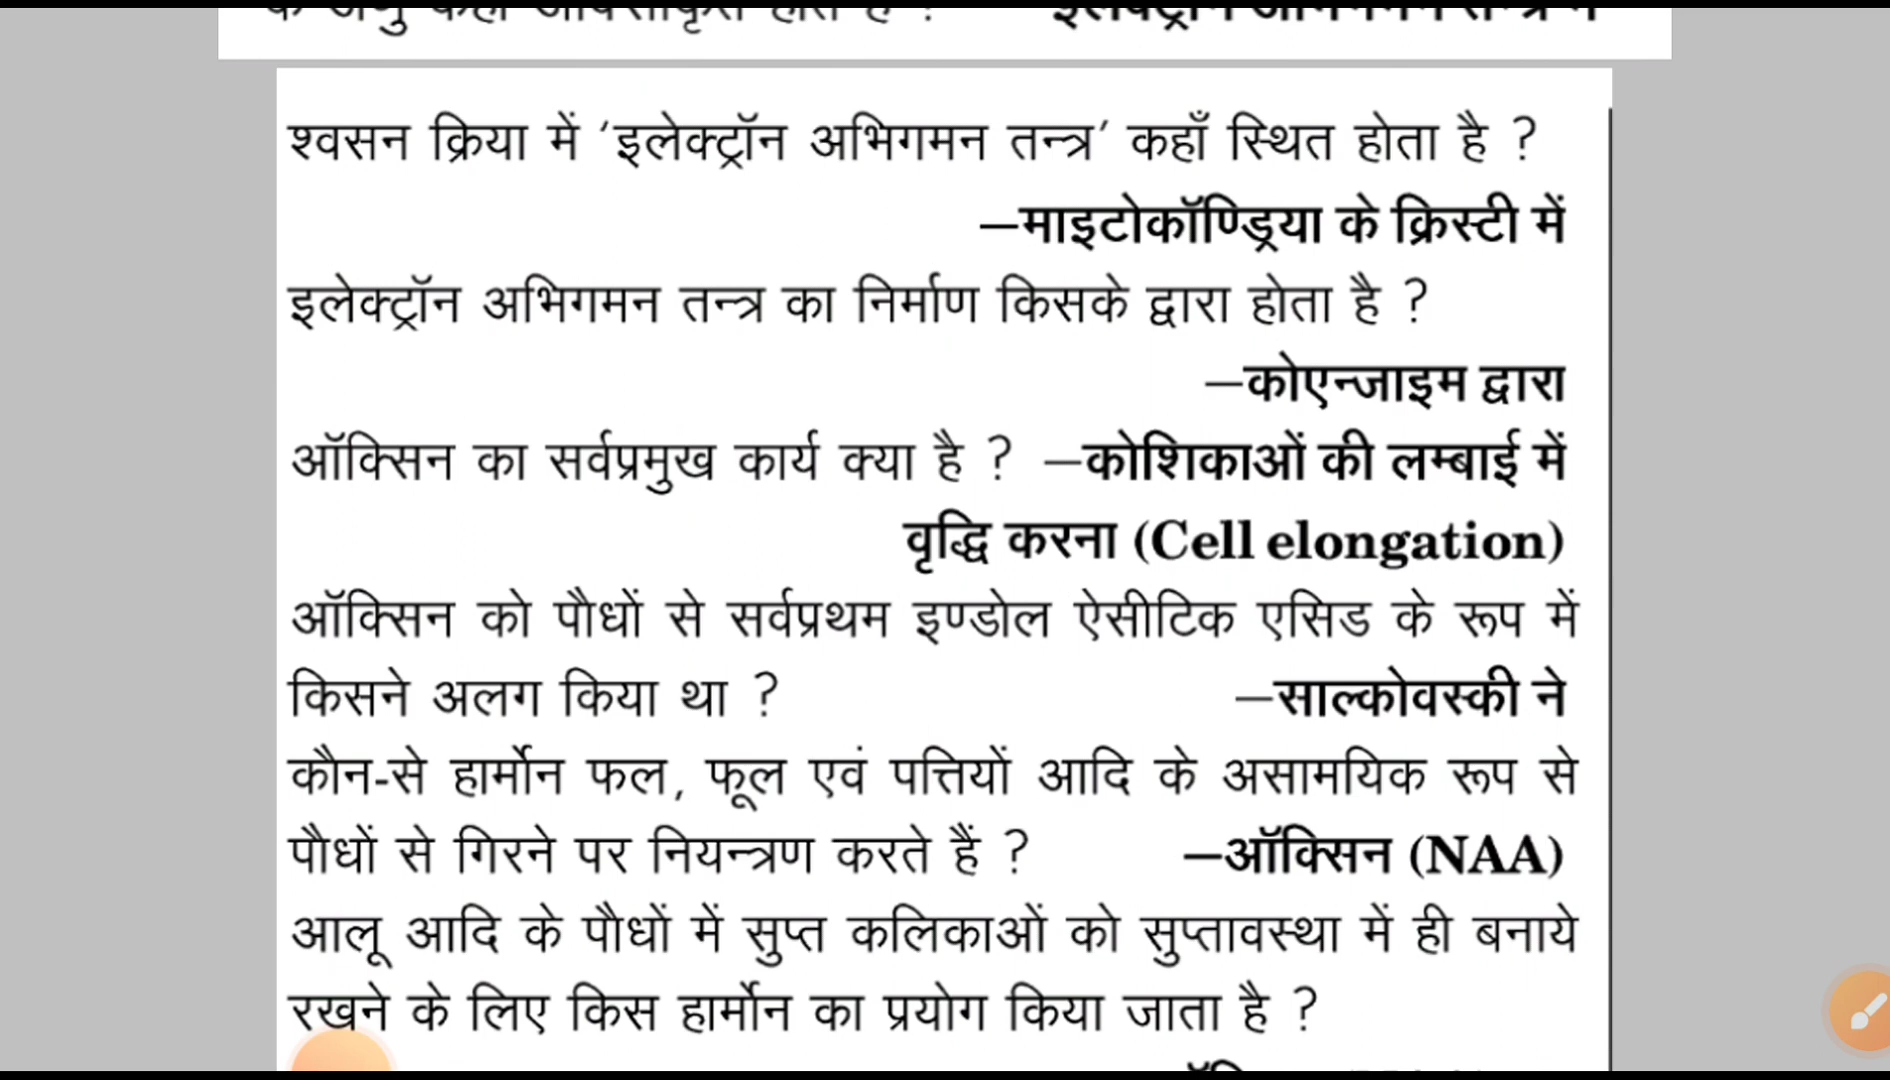 श्वसन क्रिया में ‘इलेक्ट्रॉन अभिगमन तन्त्र’ कहाँ स्थित होता है ?
—माइटोकॉण्ड्रिया के क्रिस्टी में
इलेक्ट्रॉन अभिगमन तन्त्र का निर्माण किसके द्वारा होता है ?
—कोएन्जाइम द्वारा
ऑक्सिन का सर्वप्रमुख कार्य क्या है ? —कोशिकाओं की लम्बाई में
वृद्धि करना (Cell elongation)
ऑक्सिन को पौधों से सर्वप्रथम इण्डोल ऐसीटिक एसिड के रूप में
किसने अलग किया था ? —साल्कोवस्की ने
कौन-से हार्मोन फल, फूल एवं पत्तियों आदि के असामयिक रूप से
पौधों से गिरने पर नियन्त्रण करते हैं ? —ऑक्सिन (NAA)
आलू आदि के पौधों में सुप्त कलिकाओं को सुप्तावस्था में ही बनाये
रखने के लिए किस हार्मोन का प्रयोग किया जाता है ?